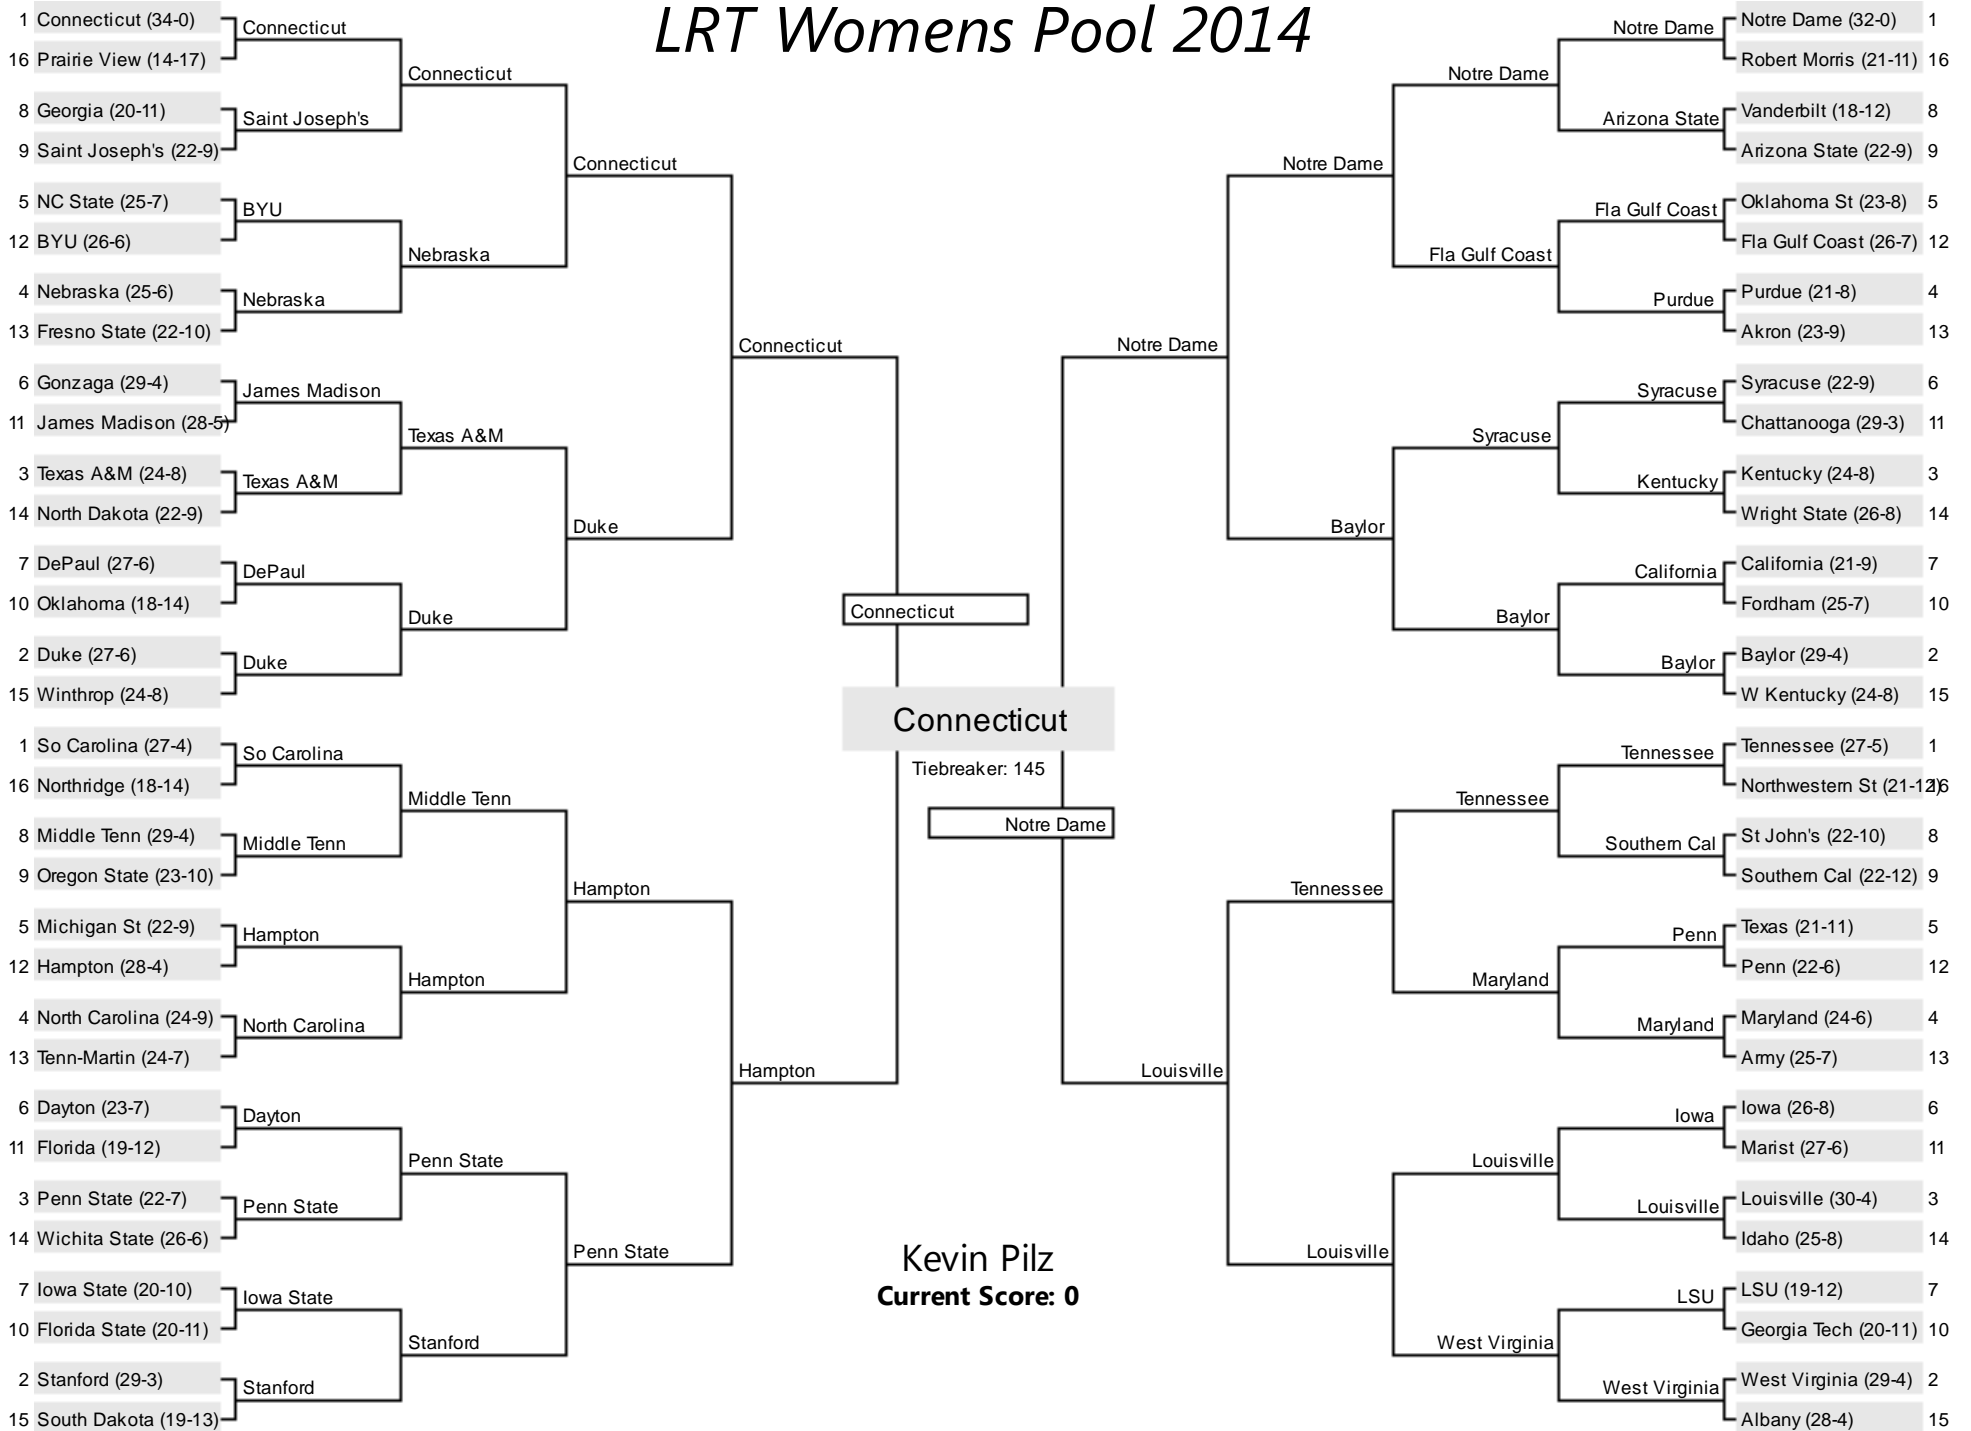 LRT Womens Pool 2014
1 Connecticut (34-0)
16 Prairie View (14-17)
8 Georgia (20-11)
9 Saint Joseph's (22-9)
5 NC State (25-7)
12 BYU (26-6)
4 Nebraska (25-6)
13 Fresno State (22-10)
6 Gonzaga (29-4)
11 James Madison (28-5)
3 Texas A&M (24-8)
14 North Dakota (22-9)
7 DePaul (27-6)
10 Oklahoma (18-14)
2 Duke (27-6)
15 Winthrop (24-8)
1 So Carolina (27-4)
16 Northridge (18-14)
8 Middle Tenn (29-4)
9 Oregon State (23-10)
5 Michigan St (22-9)
12 Hampton (28-4)
4 North Carolina (24-9)
13 Tenn-Martin (24-7)
6 Dayton (23-7)
11 Florida (19-12)
3 Penn State (22-7)
14 Wichita State (26-6)
7 Iowa State (20-10)
10 Florida State (20-11)
2 Stanford (29-3)
15 South Dakota (19-13)
Connecticut
Saint Joseph's
BYU
Nebraska
James Madison
Texas A&M
DePaul
Duke
So Carolina
Middle Tenn
Hampton
North Carolina
Dayton
Penn State
Iowa State
Stanford
Connecticut
Nebraska
Texas A&M
Duke
Middle Tenn
Hampton
Penn State
Stanford
Connecticut
Duke
Hampton
Penn State
Connecticut
Hampton
Connecticut
Connecticut
Tiebreaker: 145
Notre Dame
Kevin Pilz
Current Score: 0
Notre Dame
Louisville
Notre Dame
Baylor
Tennessee
Louisville
Notre Dame
Fla Gulf Coast
Syracuse
Baylor
Tennessee
Maryland
Louisville
West Virginia
Notre Dame
Arizona State
Fla Gulf Coast
Purdue
Syracuse
Kentucky
California
Baylor
Tennessee
Southern Cal
Penn
Maryland
Iowa
Louisville
LSU
West Virginia
Notre Dame (32-0) 1
Robert Morris (21-11) 16
Vanderbilt (18-12) 8
Arizona State (22-9) 9
Oklahoma St (23-8) 5
Fla Gulf Coast (26-7) 12
Purdue (21-8) 4
Akron (23-9) 13
Syracuse (22-9) 6
Chattanooga (29-3) 11
Kentucky (24-8) 3
Wright State (26-8) 14
California (21-9) 7
Fordham (25-7) 10
Baylor (29-4) 2
W Kentucky (24-8) 15
Tennessee (27-5) 1
Northwestern St (21-12) 16
St John's (22-10) 8
Southern Cal (22-12) 9
Texas (21-11) 5
Penn (22-6) 12
Maryland (24-6) 4
Army (25-7) 13
Iowa (26-8) 6
Marist (27-6) 11
Louisville (30-4) 3
Idaho (25-8) 14
LSU (19-12) 7
Georgia Tech (20-11) 10
West Virginia (29-4) 2
Albany (28-4) 15